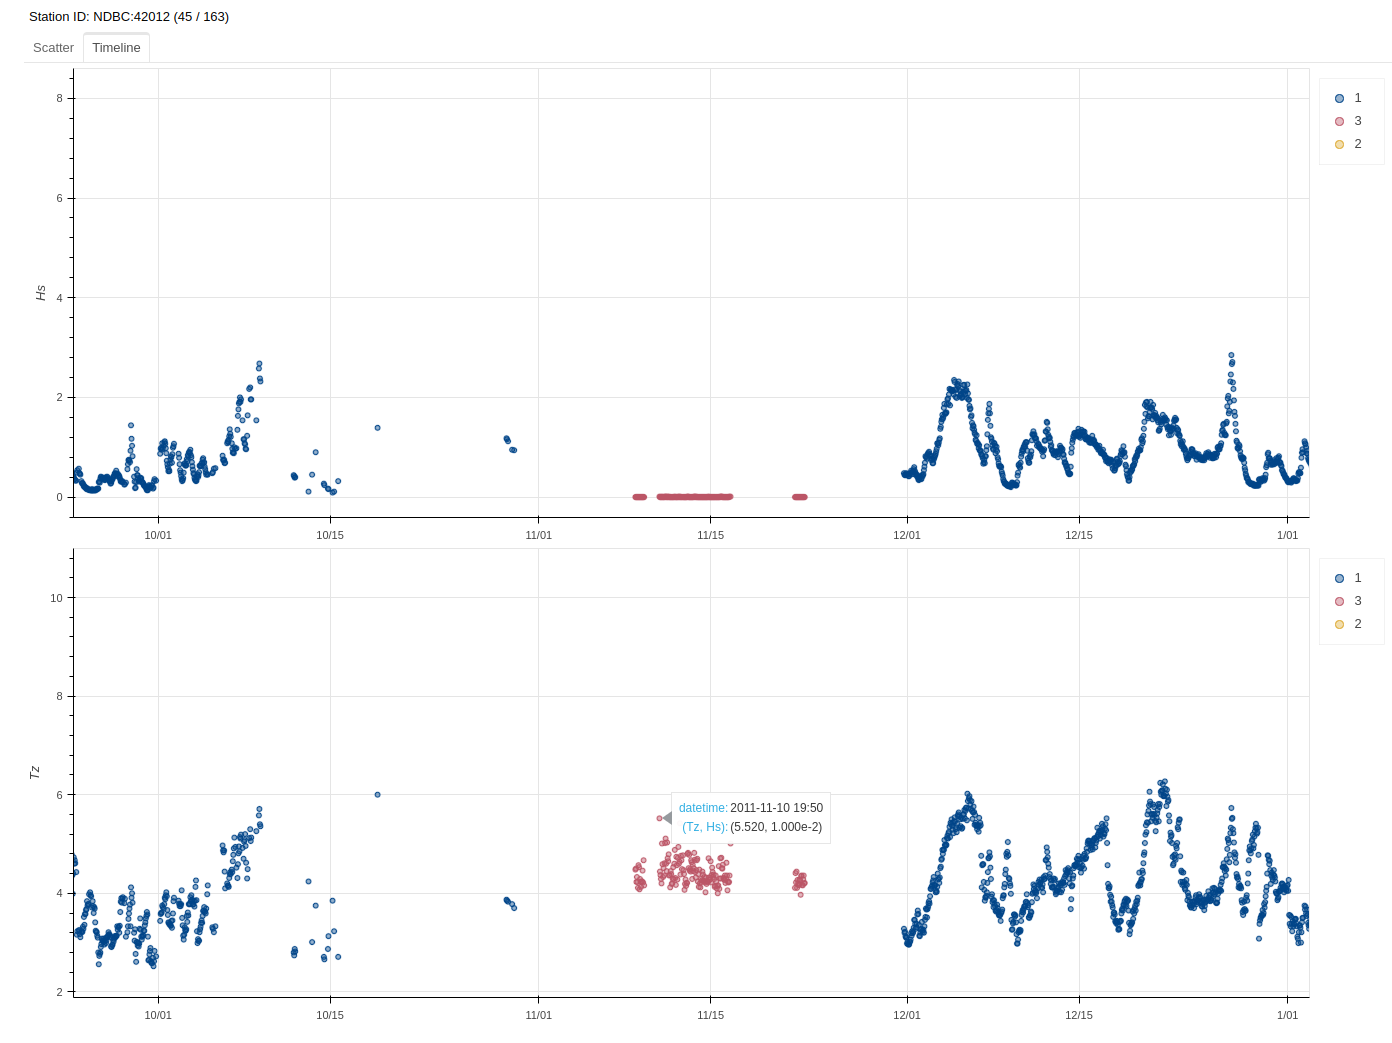 Station ID: NDBC:42012 (45 / 163)
Scatter Timeline
8
6
4
2
0
Hs
10/01 10/15 11/01 11/15 12/01 12/15 1/01
1
3
2
10
8
6
4
2
Tz
datetime: 2011-11-10 19:50
(Tz, Hs): (5.520, 1.000e-2)
10/01 10/15 11/01 11/15 12/01 12/15 1/01
1
3
2